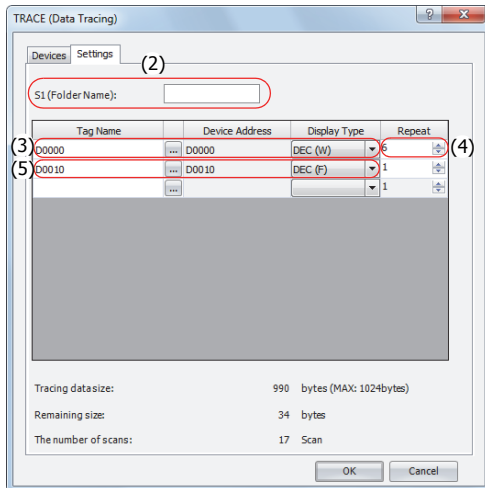 TRACE (Data Tracing)
Devices Settings
(2)
S1 (Folder Name):
Tag Name Device Address Display Type Repeat
(3) D0000 ... D0000 DEC (W) 6 (4)
(5) D0010 ... D0010 DEC (F) 1
... 1
Tracing data size: 990 bytes (MAX: 1024bytes)
Remaining size: 34 bytes
The number of scans: 17 Scan
OK Cancel